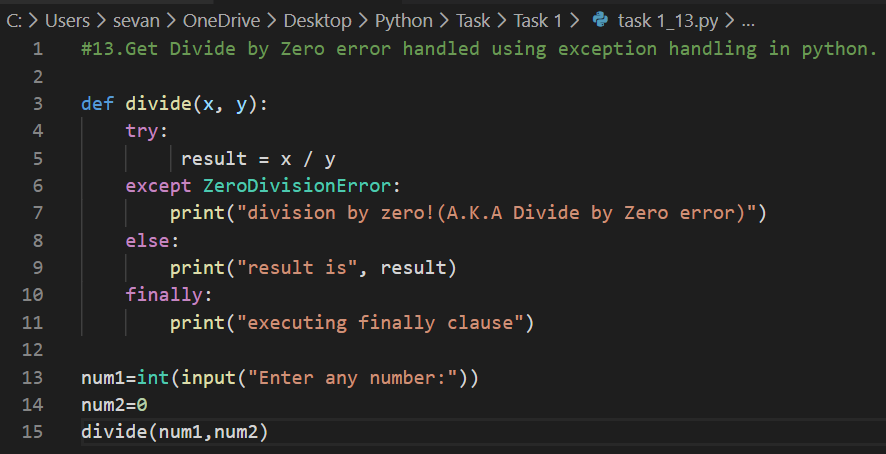 C: > Users > sevan > OneDrive > Desktop > Python > Task > Task 1 > task 1_13.py > ...
1 #13.Get Divide by Zero error handled using exception handling in python.
2
3 def divide(x, y):
4     try:
5          result = x / y
6     except ZeroDivisionError:
7         print("division by zero!(A.K.A Divide by Zero error)")
8     else:
9         print("result is", result)
10     finally:
11         print("executing finally clause")
12
13 num1=int(input("Enter any number:"))
14 num2=0
15 divide(num1,num2)